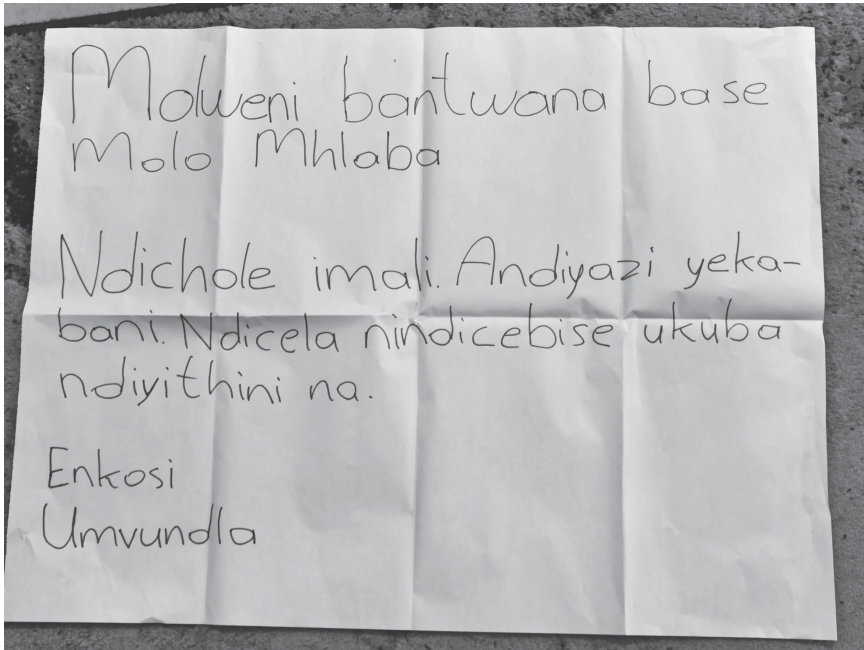 Molweni bantwana base
Molo Mhlaba
Ndichole imali. Andiyazi yeka-
bani. Ndicela nindicebise ukuba
ndiyithini na.
Enkosi
Umvundla